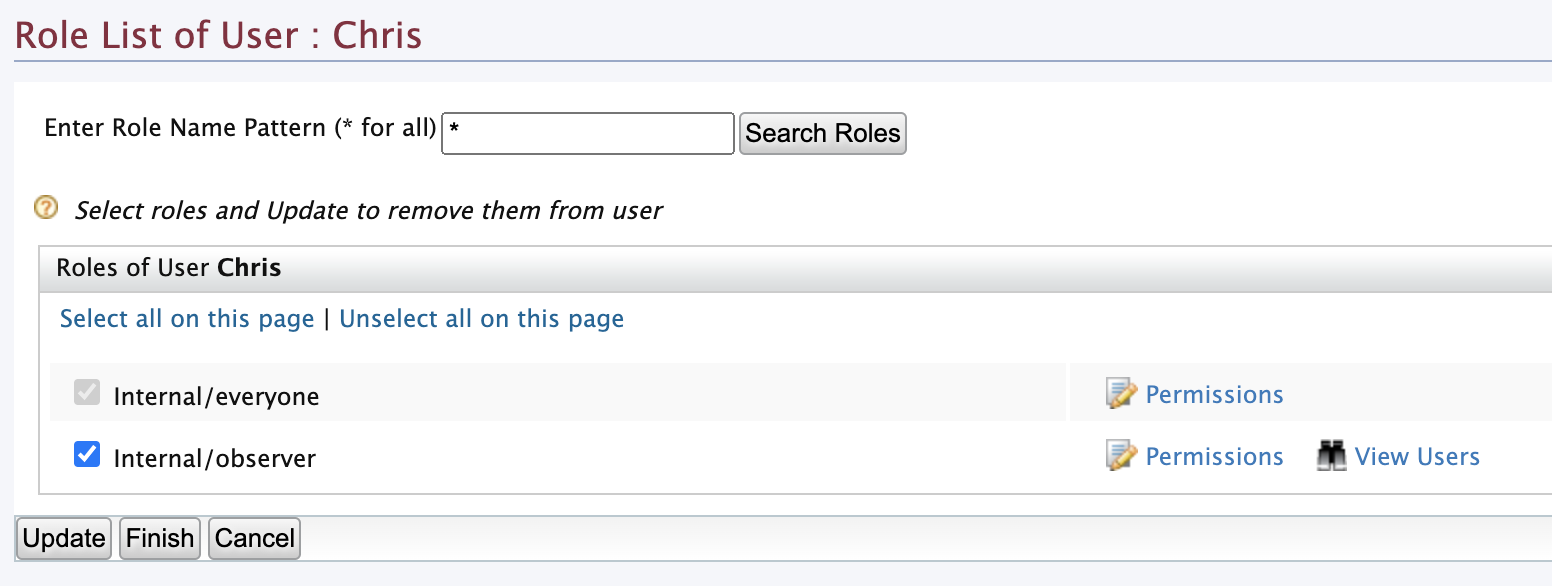 Role List of User : Chris
Enter Role Name Pattern (* for all) * Search Roles
Select roles and Update to remove them from user
Roles of User Chris
Select all on this page | Unselect all on this page
Internal/everyone Permissions
Internal/observer Permissions View Users
Update Finish Cancel